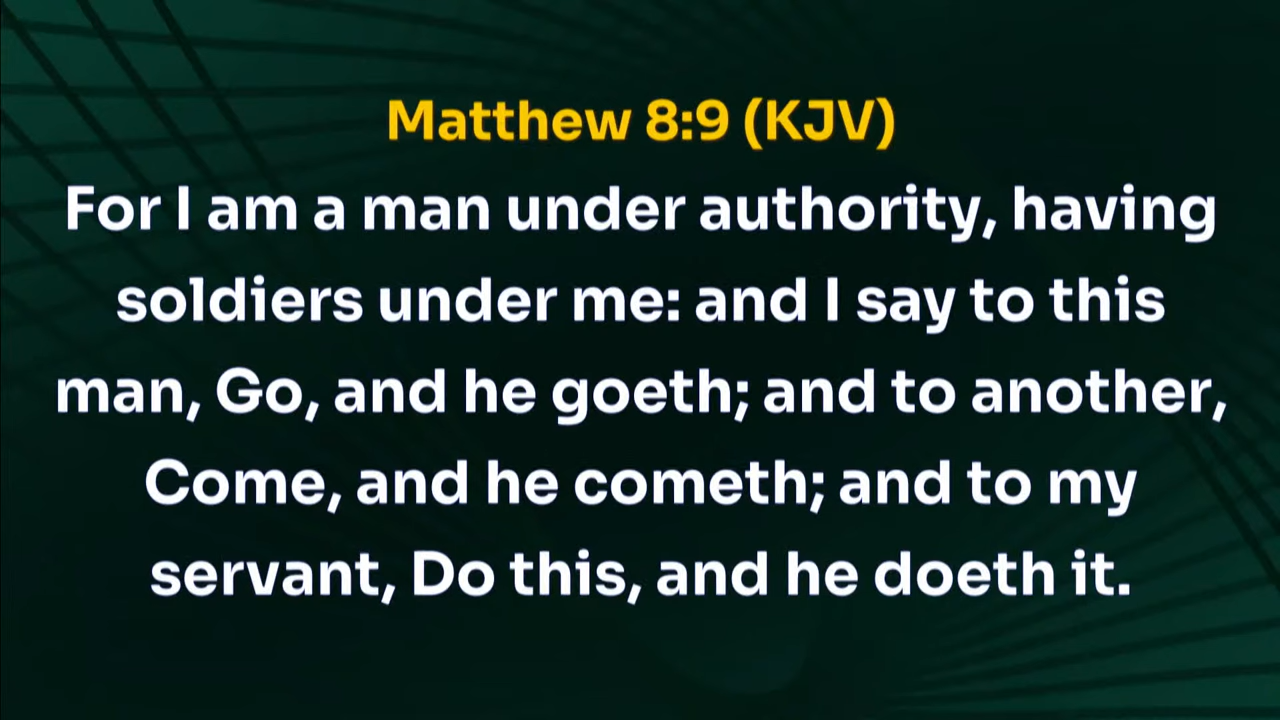 Matthew 8:9 (KJV)
For I am a man under authority, having
soldiers under me: and I say to this
man, Go, and he goeth; and to another,
Come, and he cometh; and to my
servant, Do this, and he doeth it.